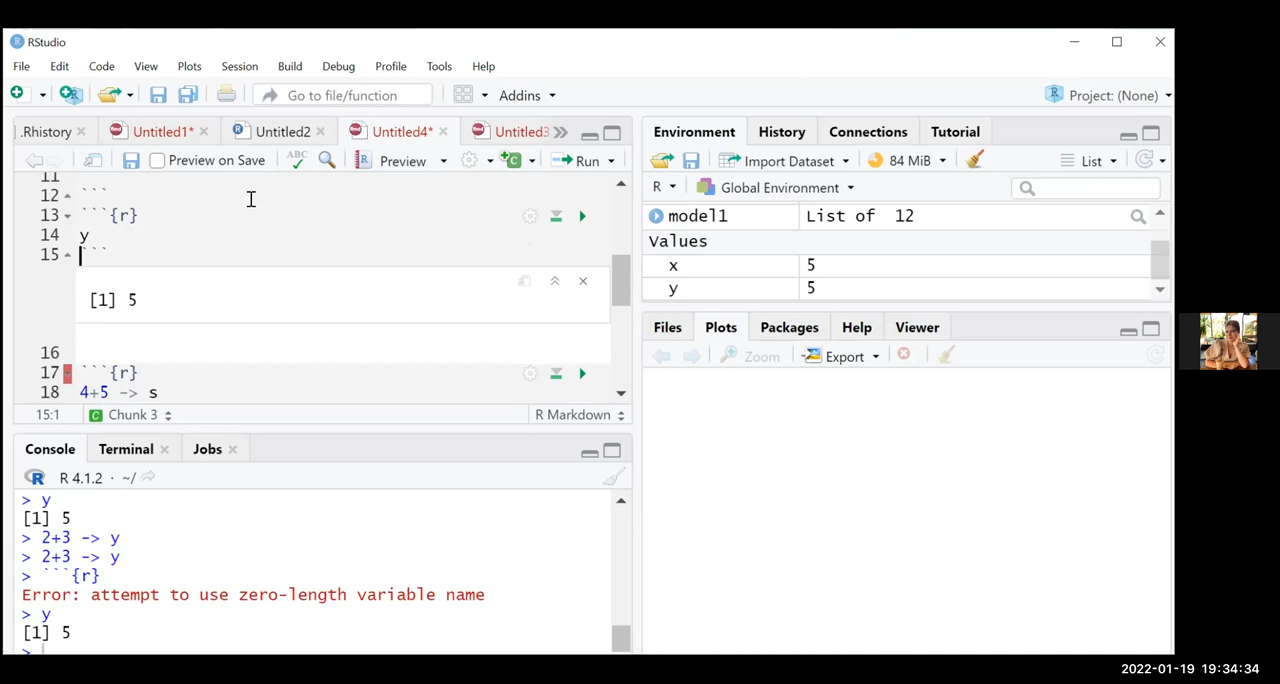 RStudio
File Edit Code View Plots Session Build Debug Profile Tools Help
Go to file/function Addins Project: (None)
.Rhistory Untitled1* Untitled2 Untitled4* Untitled3
Preview on Save ABC Preview Run
11
12 ```
13 ```{r}
14 y
15 ```
[1] 5
16
17 ```{r}
18 4+5 -> s
15:1 Chunk 3 R Markdown
Console Terminal Jobs
R 4.1.2 · ~/
> y
[1] 5
> 2+3 -> y
> 2+3 -> y
> ```{r}
Error: attempt to use zero-length variable name
> y
[1] 5
>
Environment History Connections Tutorial
Import Dataset 84 MiB List
R Global Environment
model1 List of 12
Values
x 5
y 5
Files Plots Packages Help Viewer
Zoom Export
2022-01-19 19:34:34